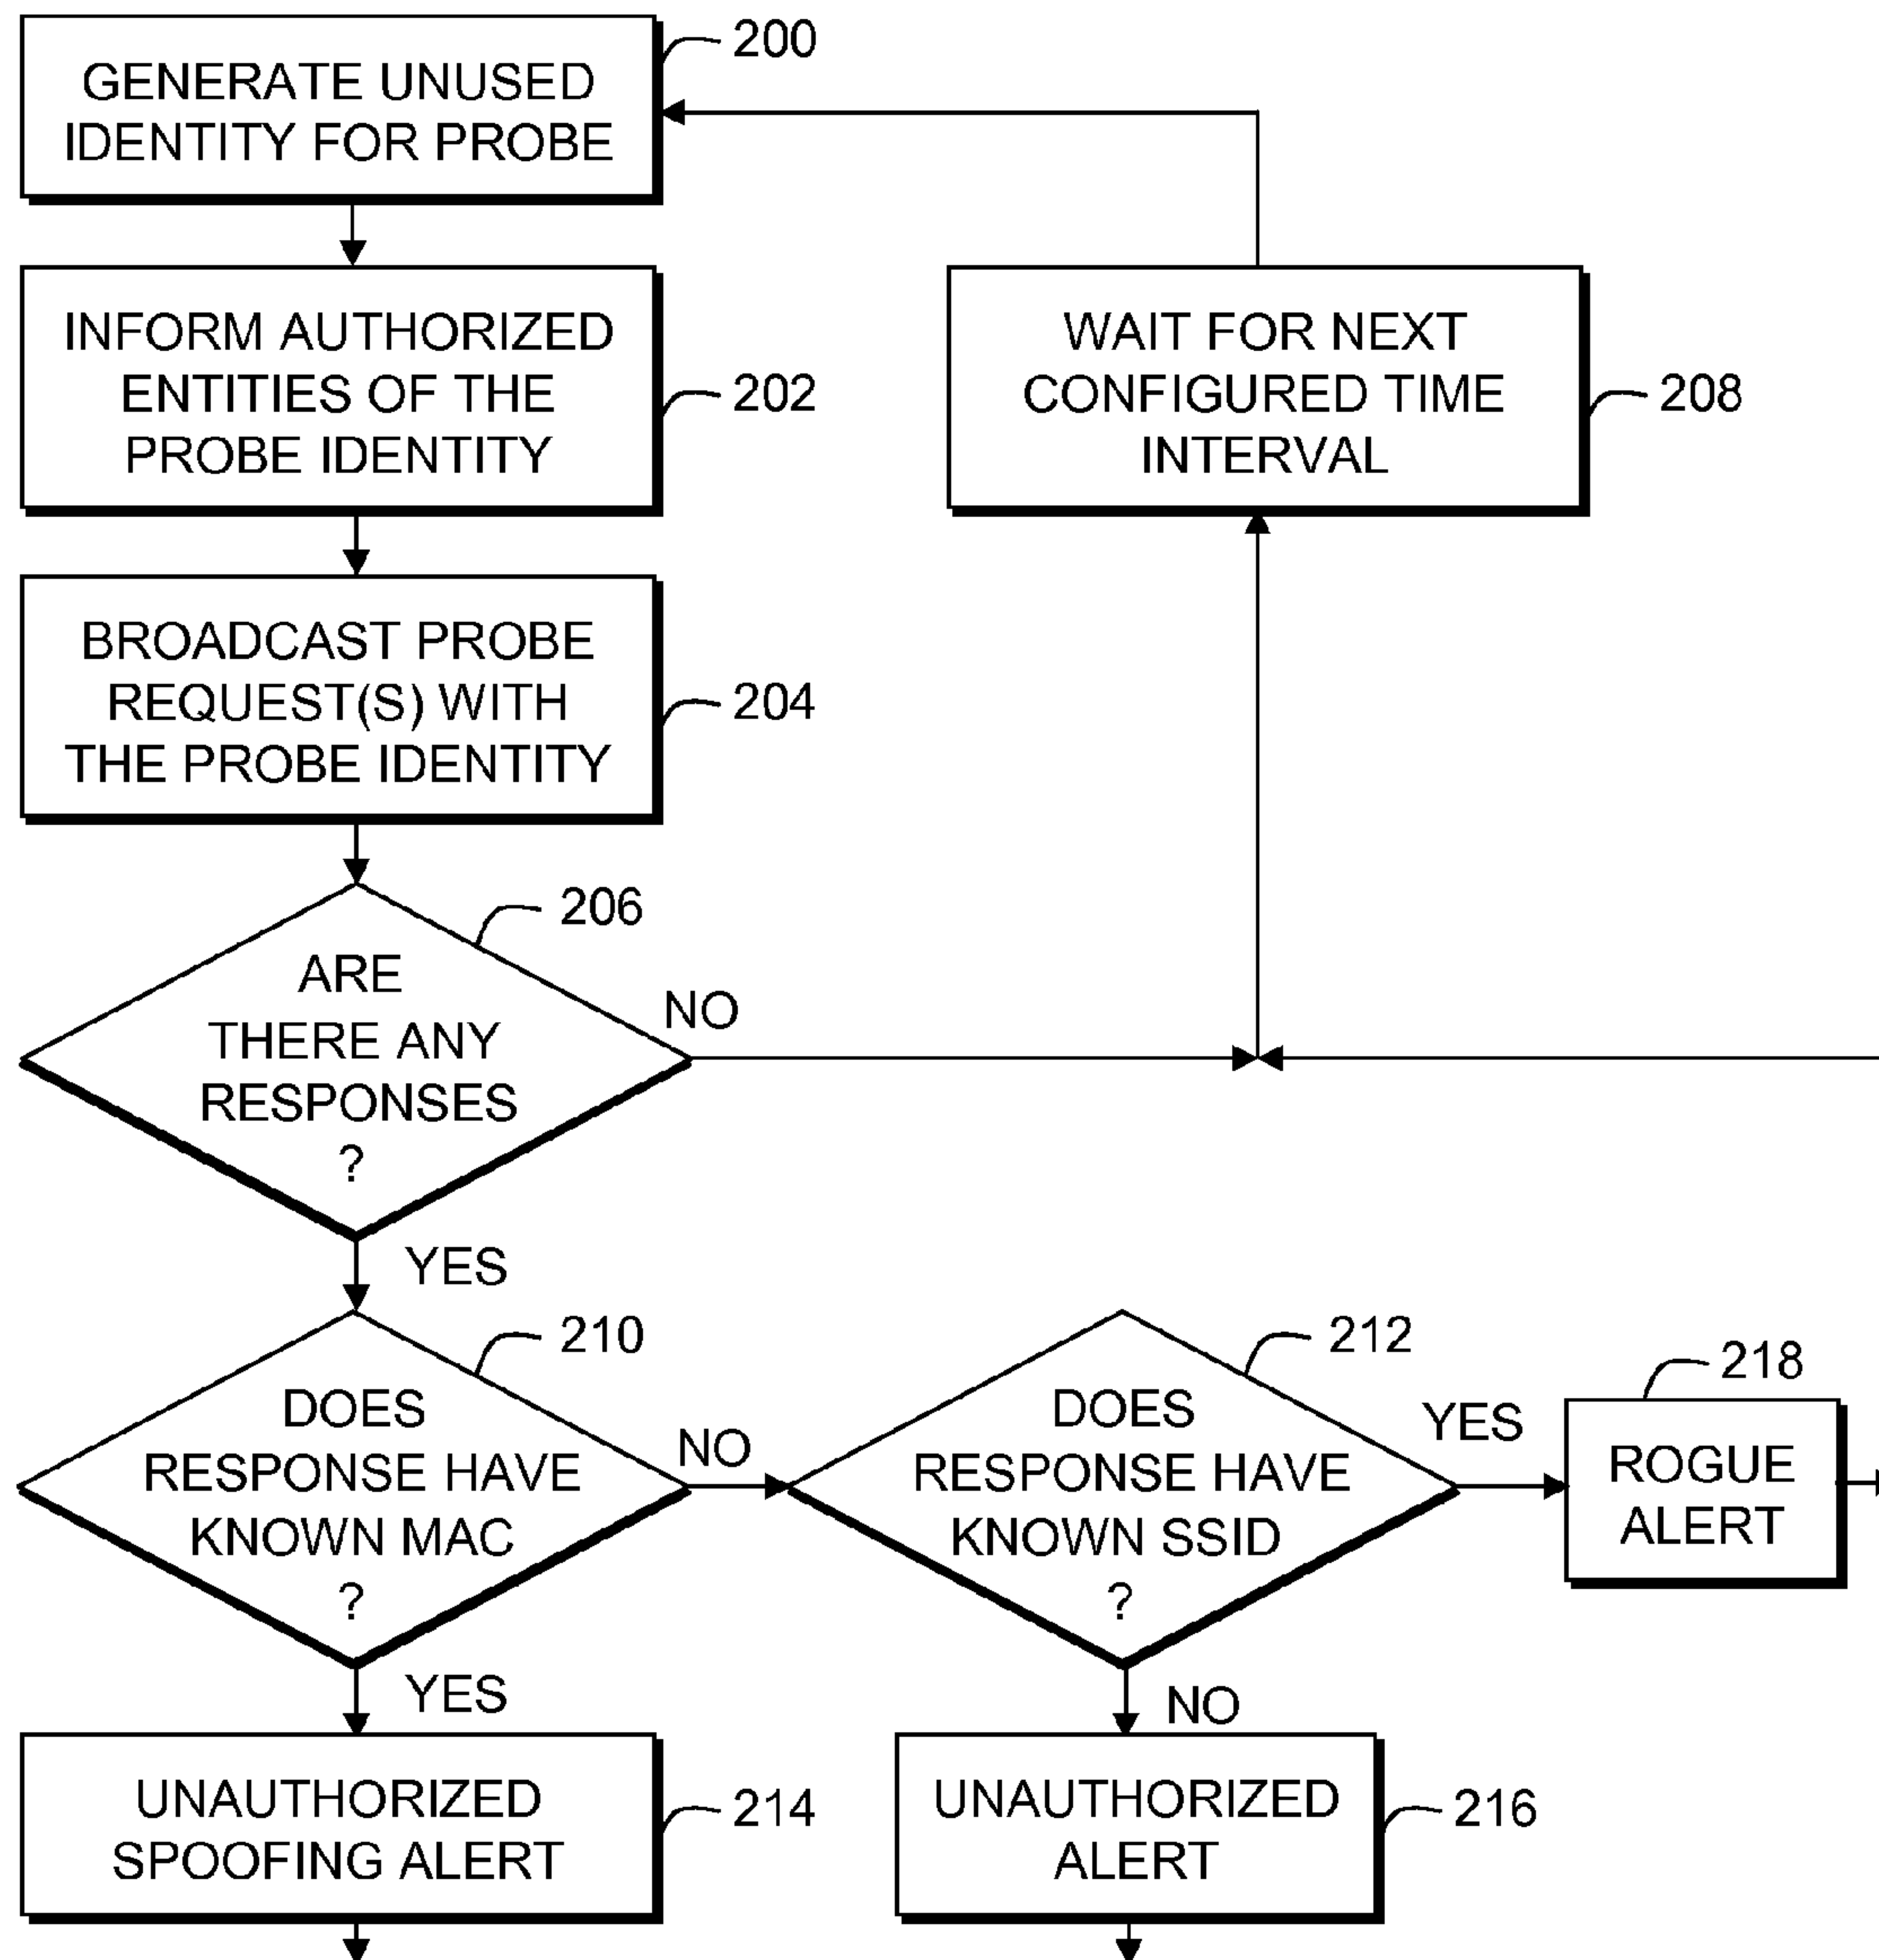 200
GENERATE UNUSED
IDENTITY FOR PROBE
INFORM AUTHORIZED
ENTITIES OF THE
PROBE IDENTITY
202
WAIT FOR NEXT
CONFIGURED TIME
INTERVAL
208
BROADCAST PROBE
REQUEST(S) WITH
THE PROBE IDENTITY
204
206
ARE
THERE ANY
RESPONSES
?
NO
YES
210
DOES
RESPONSE HAVE
KNOWN MAC
?
NO
212
DOES
RESPONSE HAVE
KNOWN SSID
?
YES
218
ROGUE
ALERT
YES
NO
UNAUTHORIZED
SPOOFING ALERT
214
UNAUTHORIZED
ALERT
216